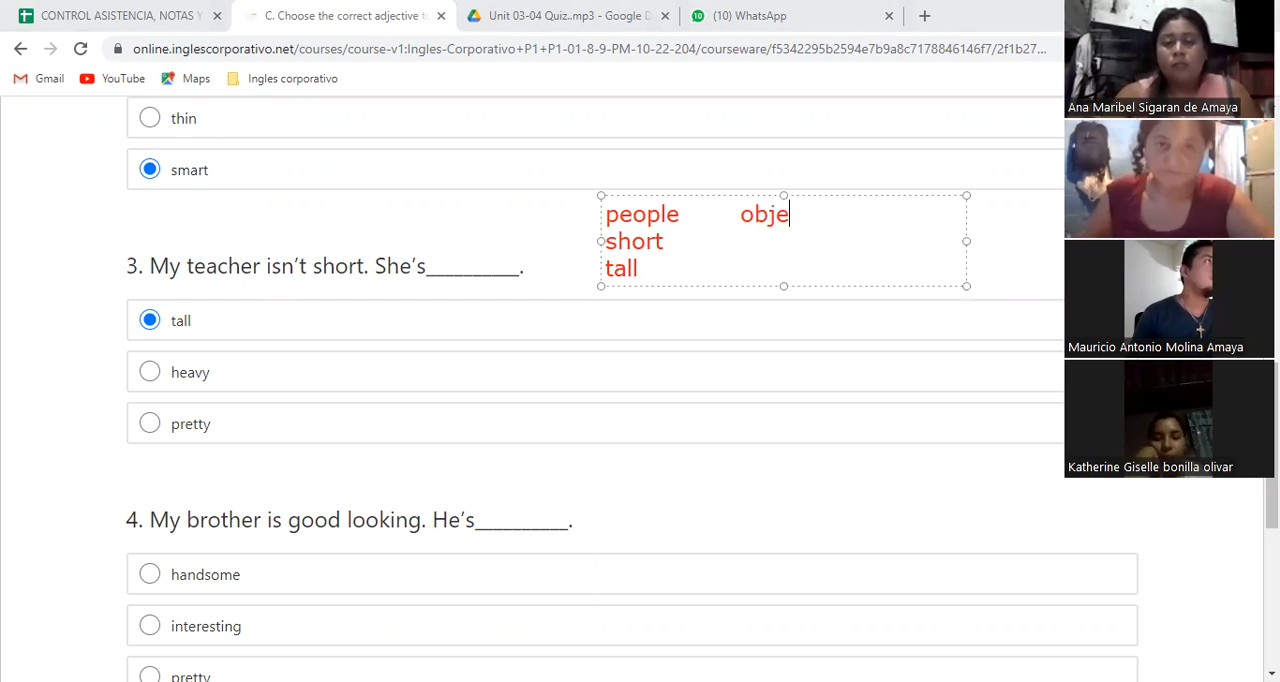 CONTROL ASISTENCIA, NOTAS Y
C. Choose the correct adjective t
Unit 03-04 Quiz..mp3 - Google D
(10) WhatsApp
online.inglescorporativo.net/courses/course-v1:Ingles-Corporativo+P1+P1-01-8-9-PM-10-22-204/courseware/f5342295b2594e7b9a8c7178846146f7/2f1b27...
Gmail
YouTube
Maps
Ingles corporativo
thin
smart
people obje
short
tall
3. My teacher isn't short. She's__________.
tall
heavy
pretty
4. My brother is good looking. He's__________.
handsome
interesting
pretty
Ana Maribel Sigaran de Amaya
Mauricio Antonio Molina Amaya
Katherine Giselle bonilla olivar